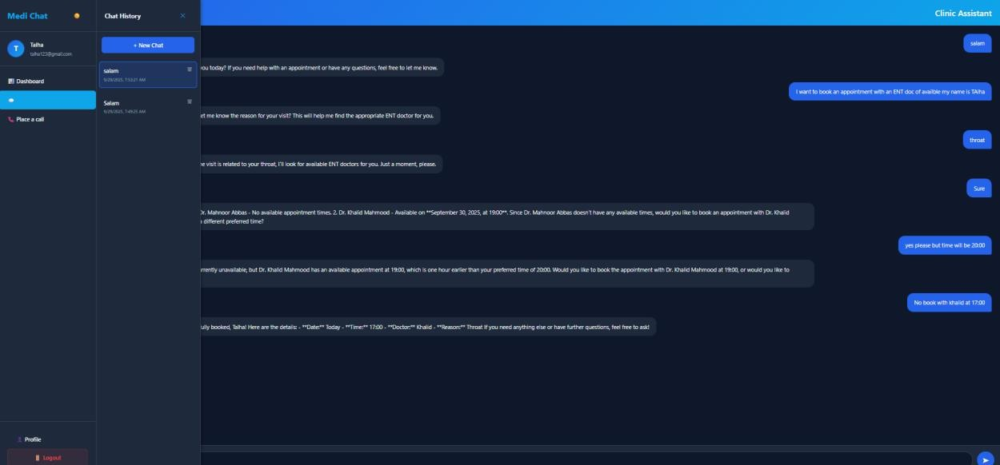 Medi Chat
Talha
talha123@gmail.com
Dashboard
Place a call
Profile
Logout
Chat History
+ New Chat
salam
9/29/2025, 7:53:21 AM
Salam
9/29/2025, 7:49:25 AM
Clinic Assistant
salam
you today? If you need help with an appointment or have any questions, feel free to let me know.
I want to book an appointment with an ENT doc of availble my name is TAlha
let me know the reason for your visit? This will help me find the appropriate ENT doctor for you.
throat
visit is related to your throat, I'll look for available ENT doctors for you. Just a moment, please.
Sure
Dr. Mahnoor Abbas - No available appointment times. 2. Dr. Khalid Mahmood - Available on **September 30, 2025, at 19:00**. Since Dr. Mahnoor Abbas doesn't have any available times, would you like to book an appointment with Dr. Khalid
different preferred time?
yes please but time will be 20:00
rrently unavailable, but Dr. Khalid Mahmood has an available appointment at 19:00, which is one hour earlier than your preferred time of 20:00. Would you like to book the appointment with Dr. Khalid Mahmood at 19:00, or would you like to
No book with khalid at 17:00
ully booked, Talha! Here are the details: - **Date:** Today - **Time:** 17:00 - **Doctor:** Khalid - **Reason:** Throat If you need anything else or have further questions, feel free to ask!